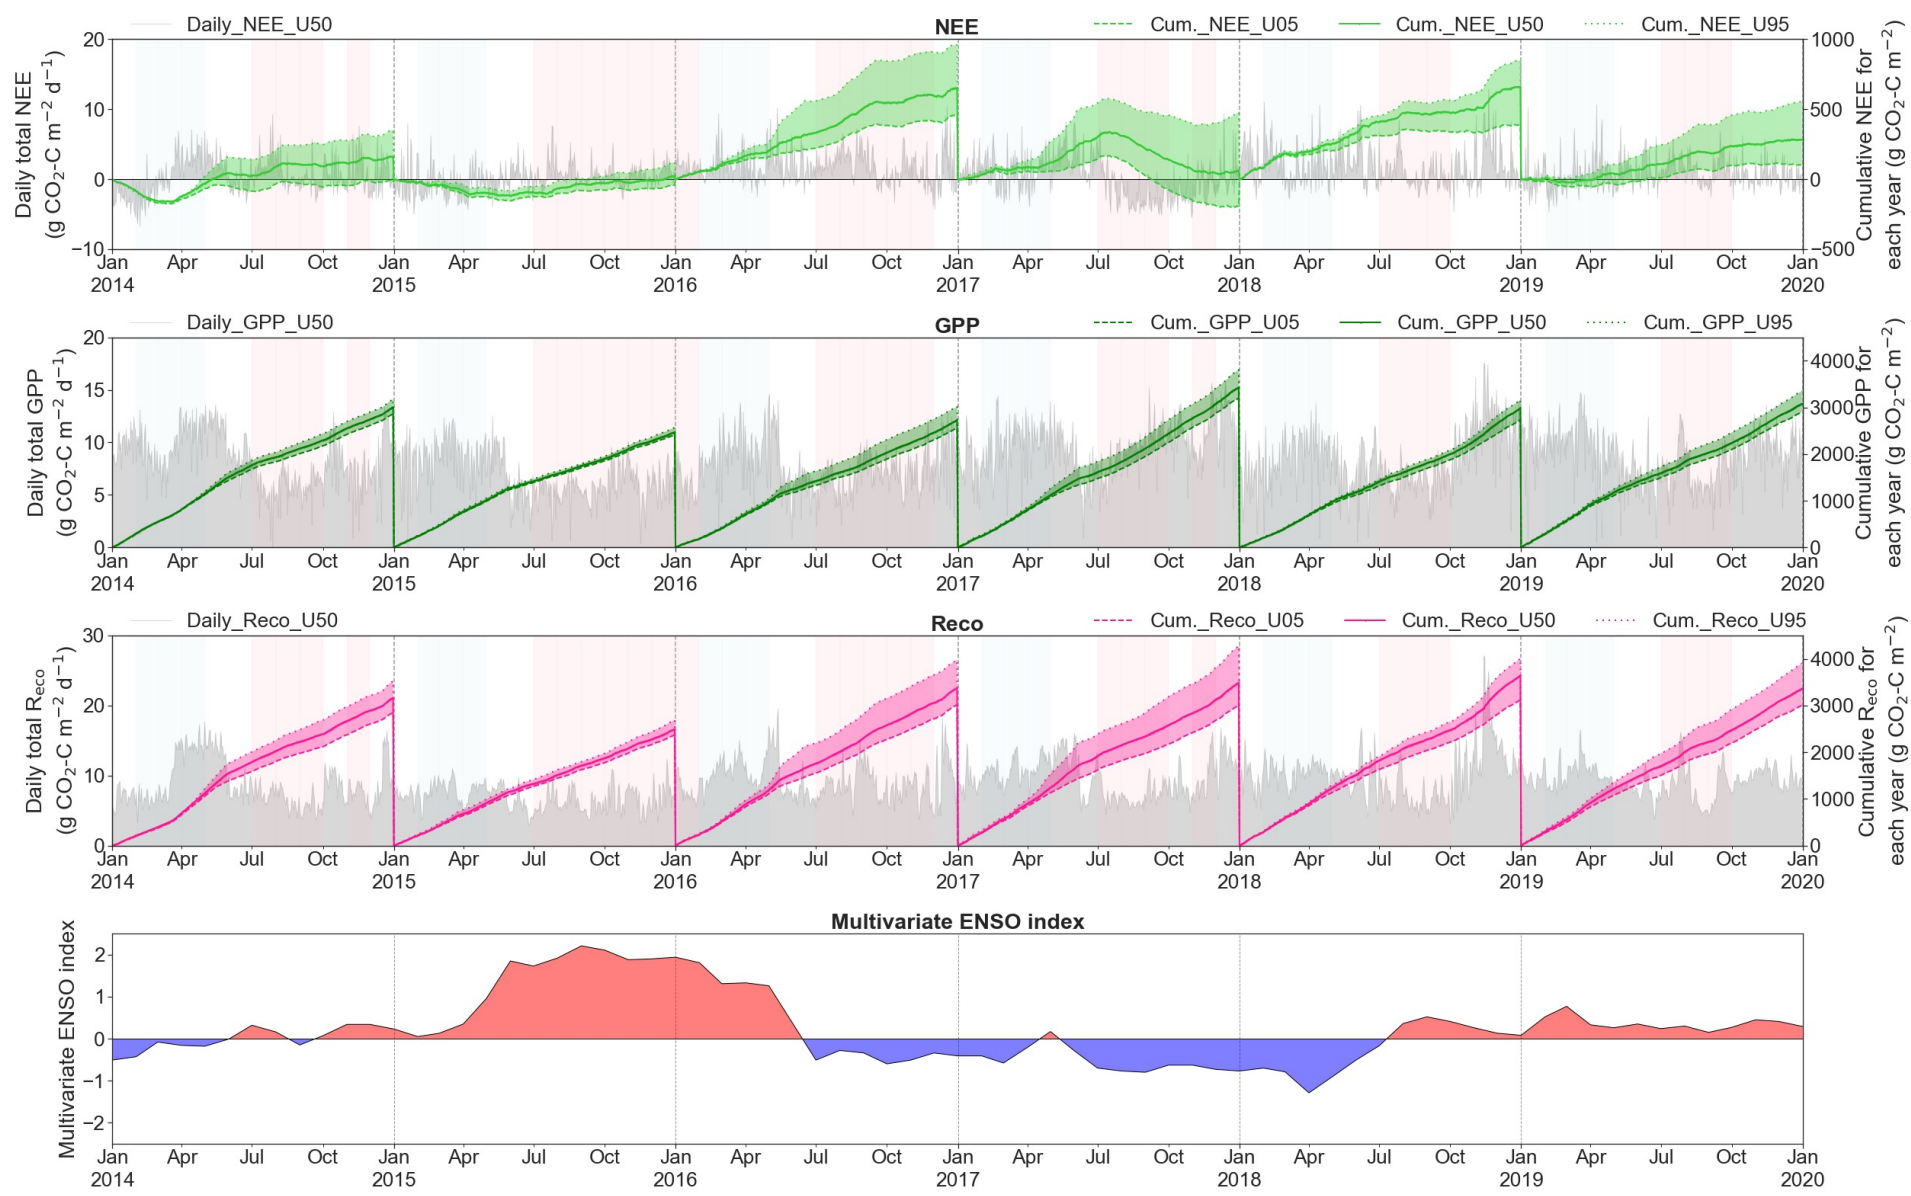 Daily_NEE_U50 NEE Cum._NEE_U05 Cum._NEE_U50 Cum._NEE_U95
Daily total NEE
(g CO₂-C m⁻² d⁻¹)
20
10
0
−10
1000
500
0
−500
Cumulative NEE for
each year (g CO₂-C m⁻²)
Jan Apr Jul Oct Jan Apr Jul Oct Jan Apr Jul Oct Jan Apr Jul Oct Jan Apr Jul Oct Jan Apr Jul Oct Jan
2014 2015 2016 2017 2018 2019 2020
Daily_GPP_U50 GPP Cum._GPP_U05 Cum._GPP_U50 Cum._GPP_U95
Daily total GPP
(g CO₂-C m⁻² d⁻¹)
20
15
10
5
0
4000
3000
2000
1000
0
Cumulative GPP for
each year (g CO₂-C m⁻²)
Jan Apr Jul Oct Jan Apr Jul Oct Jan Apr Jul Oct Jan Apr Jul Oct Jan Apr Jul Oct Jan Apr Jul Oct Jan
2014 2015 2016 2017 2018 2019 2020
Daily_Reco_U50 Reco Cum._Reco_U05 Cum._Reco_U50 Cum._Reco_U95
Daily total Reco
(g CO₂-C m⁻² d⁻¹)
30
20
10
0
4000
3000
2000
1000
0
Cumulative Reco for
each year (g CO₂-C m⁻²)
Jan Apr Jul Oct Jan Apr Jul Oct Jan Apr Jul Oct Jan Apr Jul Oct Jan Apr Jul Oct Jan Apr Jul Oct Jan
2014 2015 2016 2017 2018 2019 2020
Multivariate ENSO index
Multivariate ENSO index
2
1
0
−1
−2
Jan Apr Jul Oct Jan Apr Jul Oct Jan Apr Jul Oct Jan Apr Jul Oct Jan Apr Jul Oct Jan Apr Jul Oct Jan
2014 2015 2016 2017 2018 2019 2020